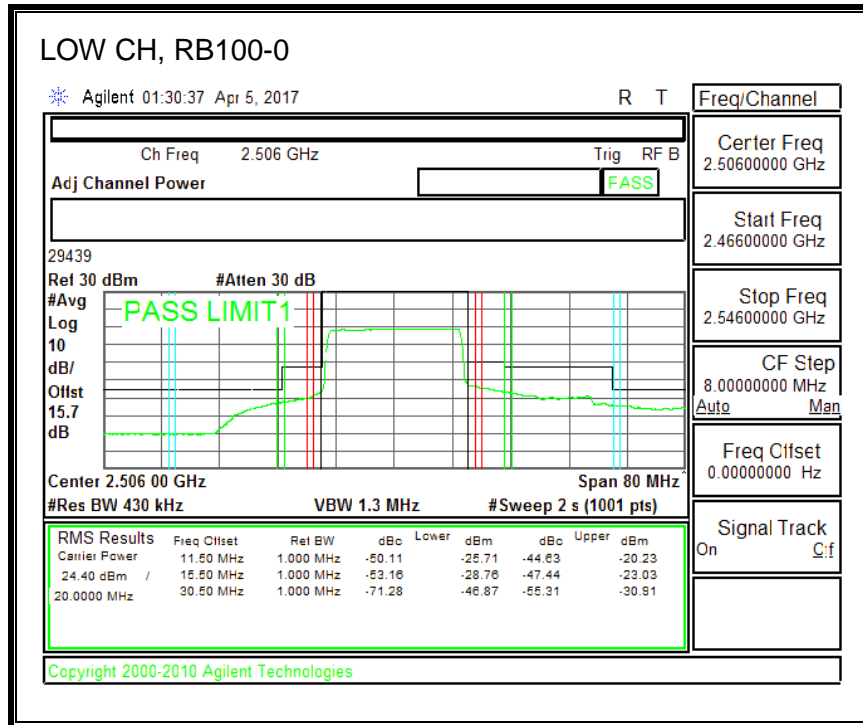 LOW CH, RB100-0
Agilent 01:30:37 Apr 5, 2017 R T
Freq/Channel
Ch Freq 2.506 GHz Trig RF B
Adj Channel Power PASS
29439
Ref 30 dBm #Atten 30 dB
#Avg
Log
10
dB/
Offst
15.7
dB
PASS LIMIT1
Center 2.506 00 GHz Span 80 MHz
#Res BW 430 kHz VBW 1.3 MHz #Sweep 2 s (1001 pts)
RMS Results Freq Offset Ref BW dBc Lower dBm dBc Upper dBm
Carrier Power 11.50 MHz 1.000 MHz -50.11 -25.71 -44.63 -20.23
24.40 dBm / 15.50 MHz 1.000 MHz -53.16 -28.76 -47.44 -23.03
20.0000 MHz 30.50 MHz 1.000 MHz -71.28 -46.87 -55.31 -30.91
Copyright 2000-2010 Agilent Technologies
Center Freq
2.50600000 GHz
Start Freq
2.46600000 GHz
Stop Freq
2.54600000 GHz
CF Step
8.00000000 MHz
Auto Man
Freq Offset
0.00000000 Hz
Signal Track
On Off